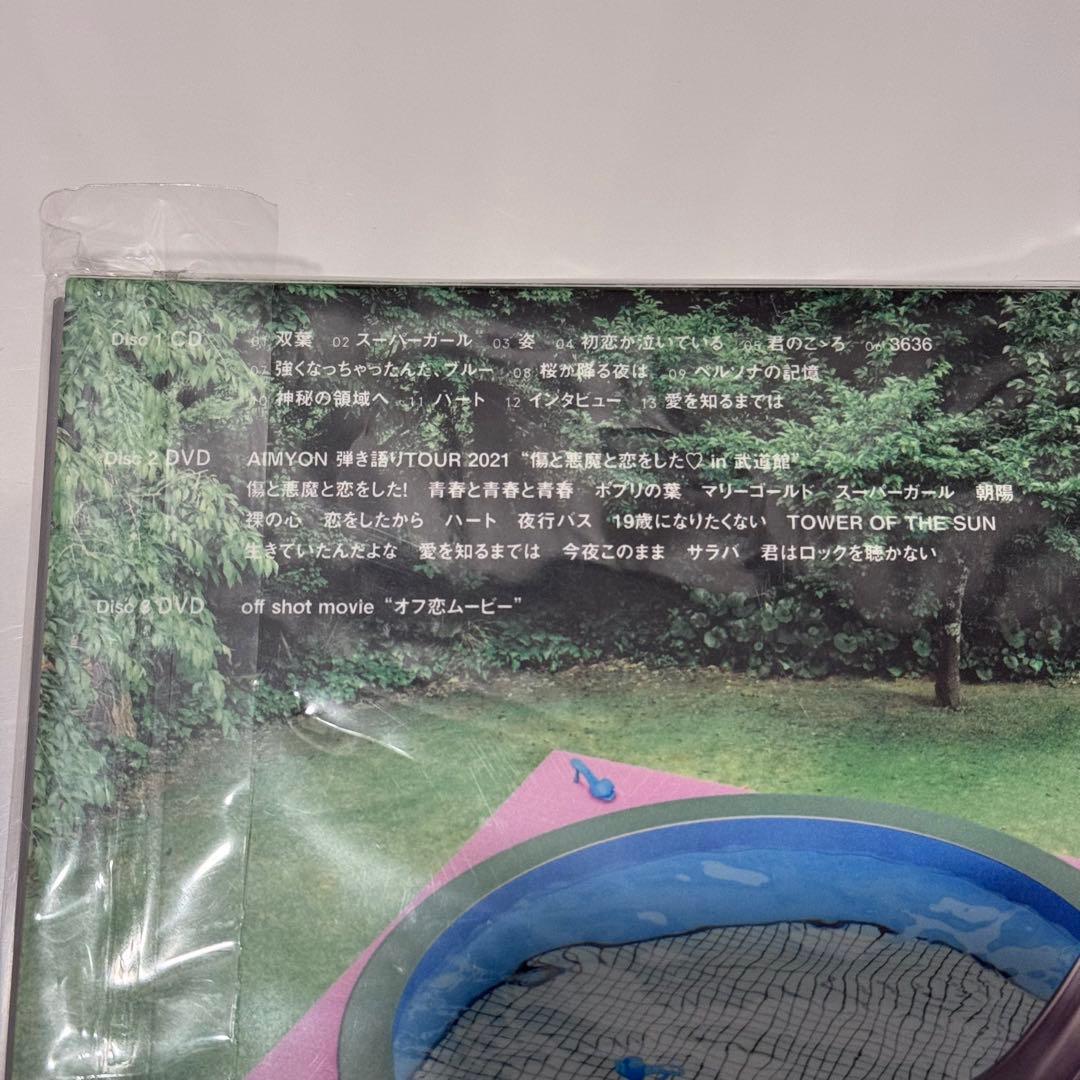 Disc 1 CD 01 双葉 02 スーパーガール 03 姿 04 初恋が泣いている 05 君のこゝろ 06 3636
07 強くなっちゃったんだ、ブルー 08 桜が降る夜は 09 ペルソナの記憶
10 神秘の領域へ 11 ハート 12 インタビュー 13 愛を知るまでは
Disc 2 DVD AIMYON 弾き語りTOUR 2021 “傷と悪魔と恋をした♡ in 武道館”
傷と悪魔と恋をした! 青春と青春と青春 ポプリの葉 マリーゴールド スーパーガール 朝陽
裸の心 恋をしたから ハート 夜行バス 19歳になりたくない TOWER OF THE SUN
生きていたんだよな 愛を知るまでは 今夜このまま サラバ 君はロックを聴かない
Disc 3 DVD off shot movie “オフ恋ムービー”